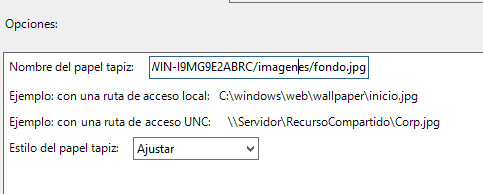 Opciones:
Nombre del papel tapiz: WIN-I9MG9E2ABRC/imagenes/fondo.jpg
Ejemplo: con una ruta de acceso local: C:\windows\web\wallpaper\inicio.jpg
Ejemplo: con una ruta de acceso UNC: \\Servidor\RecursoCompartido\Corp.jpg
Estilo del papel tapiz: Ajustar